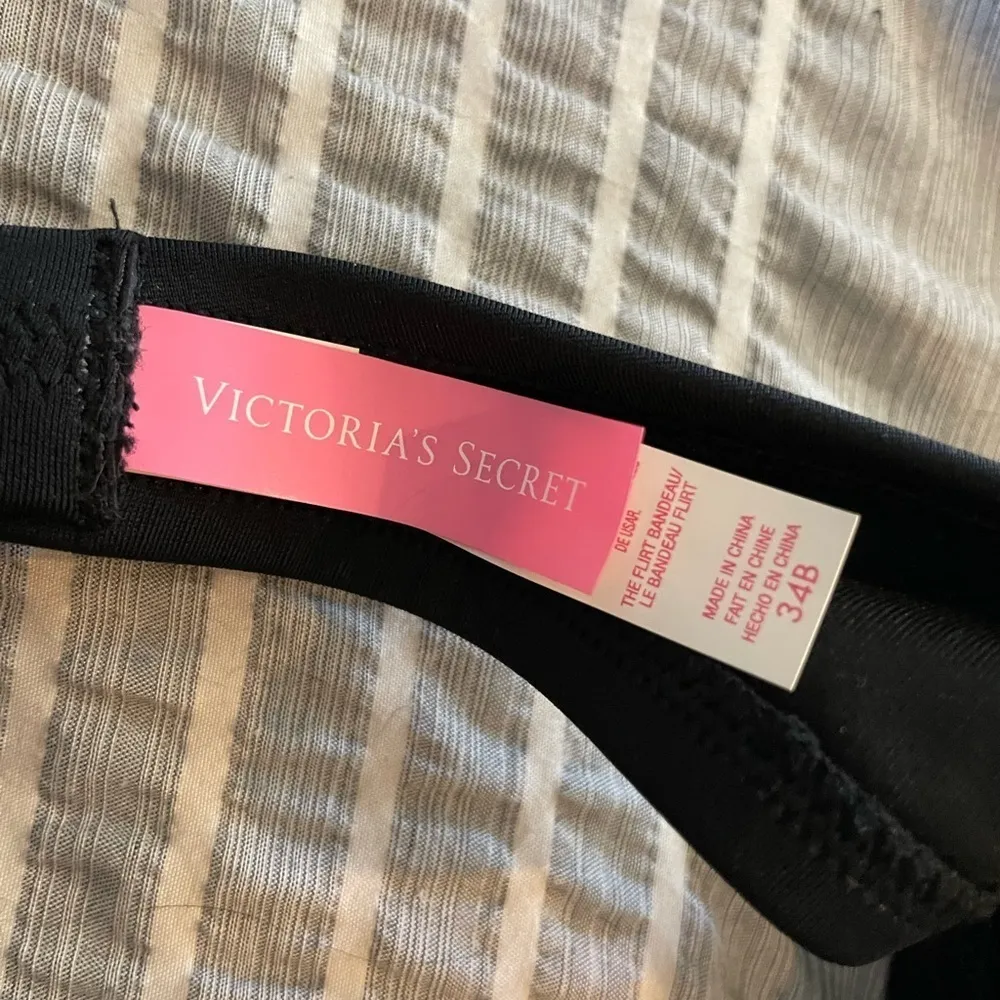 VICTORIA'S SECRET
DE USAR.
THE FLIRT BANDEAU/
LE BANDEAU FLIRT
MADE IN CHINA
FAIT EN CHINE
HECHO EN CHINA
34B